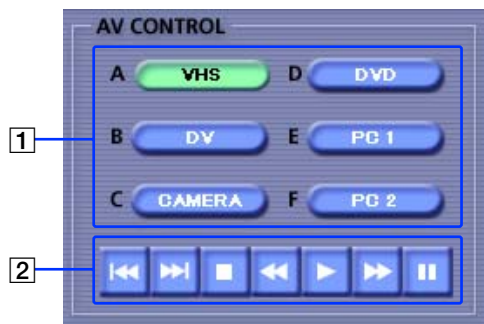 AV CONTROL
A VHS D DVD
1 B DV E PC 1
C CAMERA F PC 2
2